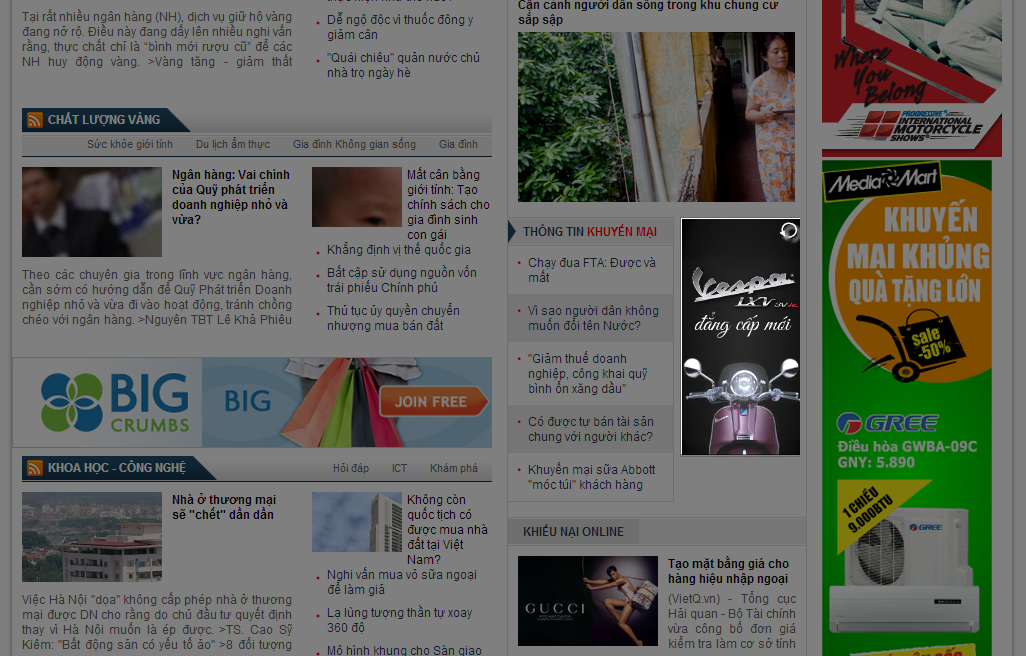 Tại rất nhiều ngân hàng (NH), dịch vụ giữ hộ vàng
đang nở rộ. Điều này đang dấy lên nhiều nghi vấn
rằng, thực chất chỉ là "bình mới rượu cũ" để các
NH huy động vàng. >Vàng tăng - giảm thất
Dễ ngộ độc vì thuốc đông y
giảm cân
"Quái chiêu" quán nước chủ
nhà trọ ngày hè
CHẤT LƯỢNG VÀNG
Sức khỏe giới tính
Du lịch ẩm thực
Gia đình Không gian sống
Gia đình
Ngân hàng: Vai chính
của Quỹ phát triển
doanh nghiệp nhỏ và
vừa?
Theo các chuyên gia trong lĩnh vực ngân hàng,
cần sớm có hướng dẫn để Quỹ Phát triển Doanh
nghiệp nhỏ và vừa đi vào hoạt động, tránh chồng
chéo với ngân hàng. >Nguyên TBT Lê Khả Phiêu
Mất cân bằng
giới tính: Tạo
chính sách cho
gia đình sinh
con gái
Khẳng định vị thế quốc gia
Bất cập sử dụng nguồn vốn
trái phiếu Chính phủ
Thủ tục ủy quyền chuyển
nhượng mua bán đất
BIG
CRUMBS
BIG
JOIN FREE
KHOA HỌC - CÔNG NGHỆ
Hỏi đáp
ICT
Khám phá
Nhà ở thương mại
sẽ "chết" dần dần
Việc Hà Nội "dọa" không cấp phép nhà ở thương
mại được DN cho rằng do chủ đầu tư quyết định
thay vì Hà Nội muốn là ép được. >TS. Cao Sỹ
Kiêm: "Bất động sản có yếu tố ảo" >8 đối tượng
Không còn
quốc tịch có
được mua nhà
đất tại Việt
Nam?
Nghi vấn mua vỏ sữa ngoại
để làm giả
Lạ lùng tượng thần tự xoay
360 độ
Mô hình khung cho Sàn giao
Cận cảnh người dân sống trong khu chung cư
sắp sập
THÔNG TIN KHUYẾN MẠI
Chạy đua FTA: Được và
mất
Vì sao người dân không
muốn đổi tên Nước?
"Giảm thuế doanh
nghiệp, công khai quỹ
bình ổn xăng dầu"
Có được tự bán tài sản
chung với người khác?
Khuyến mại sữa Abbott
"móc túi" khách hàng
Vespa
LXV 3V ie
đẳng cấp mới
KHIẾU NẠI ONLINE
GUCCI
Tạo mặt bằng giá cho
hàng hiệu nhập ngoại
(VietQ.vn) - Tổng cục
Hải quan - Bộ Tài chính
vừa công bố đơn giá
kiểm tra làm cơ sở tính
Where
You
Belong
PROGRESSIVE
INTERNATIONAL
MOTORCYCLE
SHOWS
Media Mart
KHUYẾN
MẠI KHỦNG
QUÀ TẶNG LỚN
sale
-50%
GREE
Điều hòa GWBA-09C
GNY: 5.890
1 CHIỀU
9.000BTU
GREE